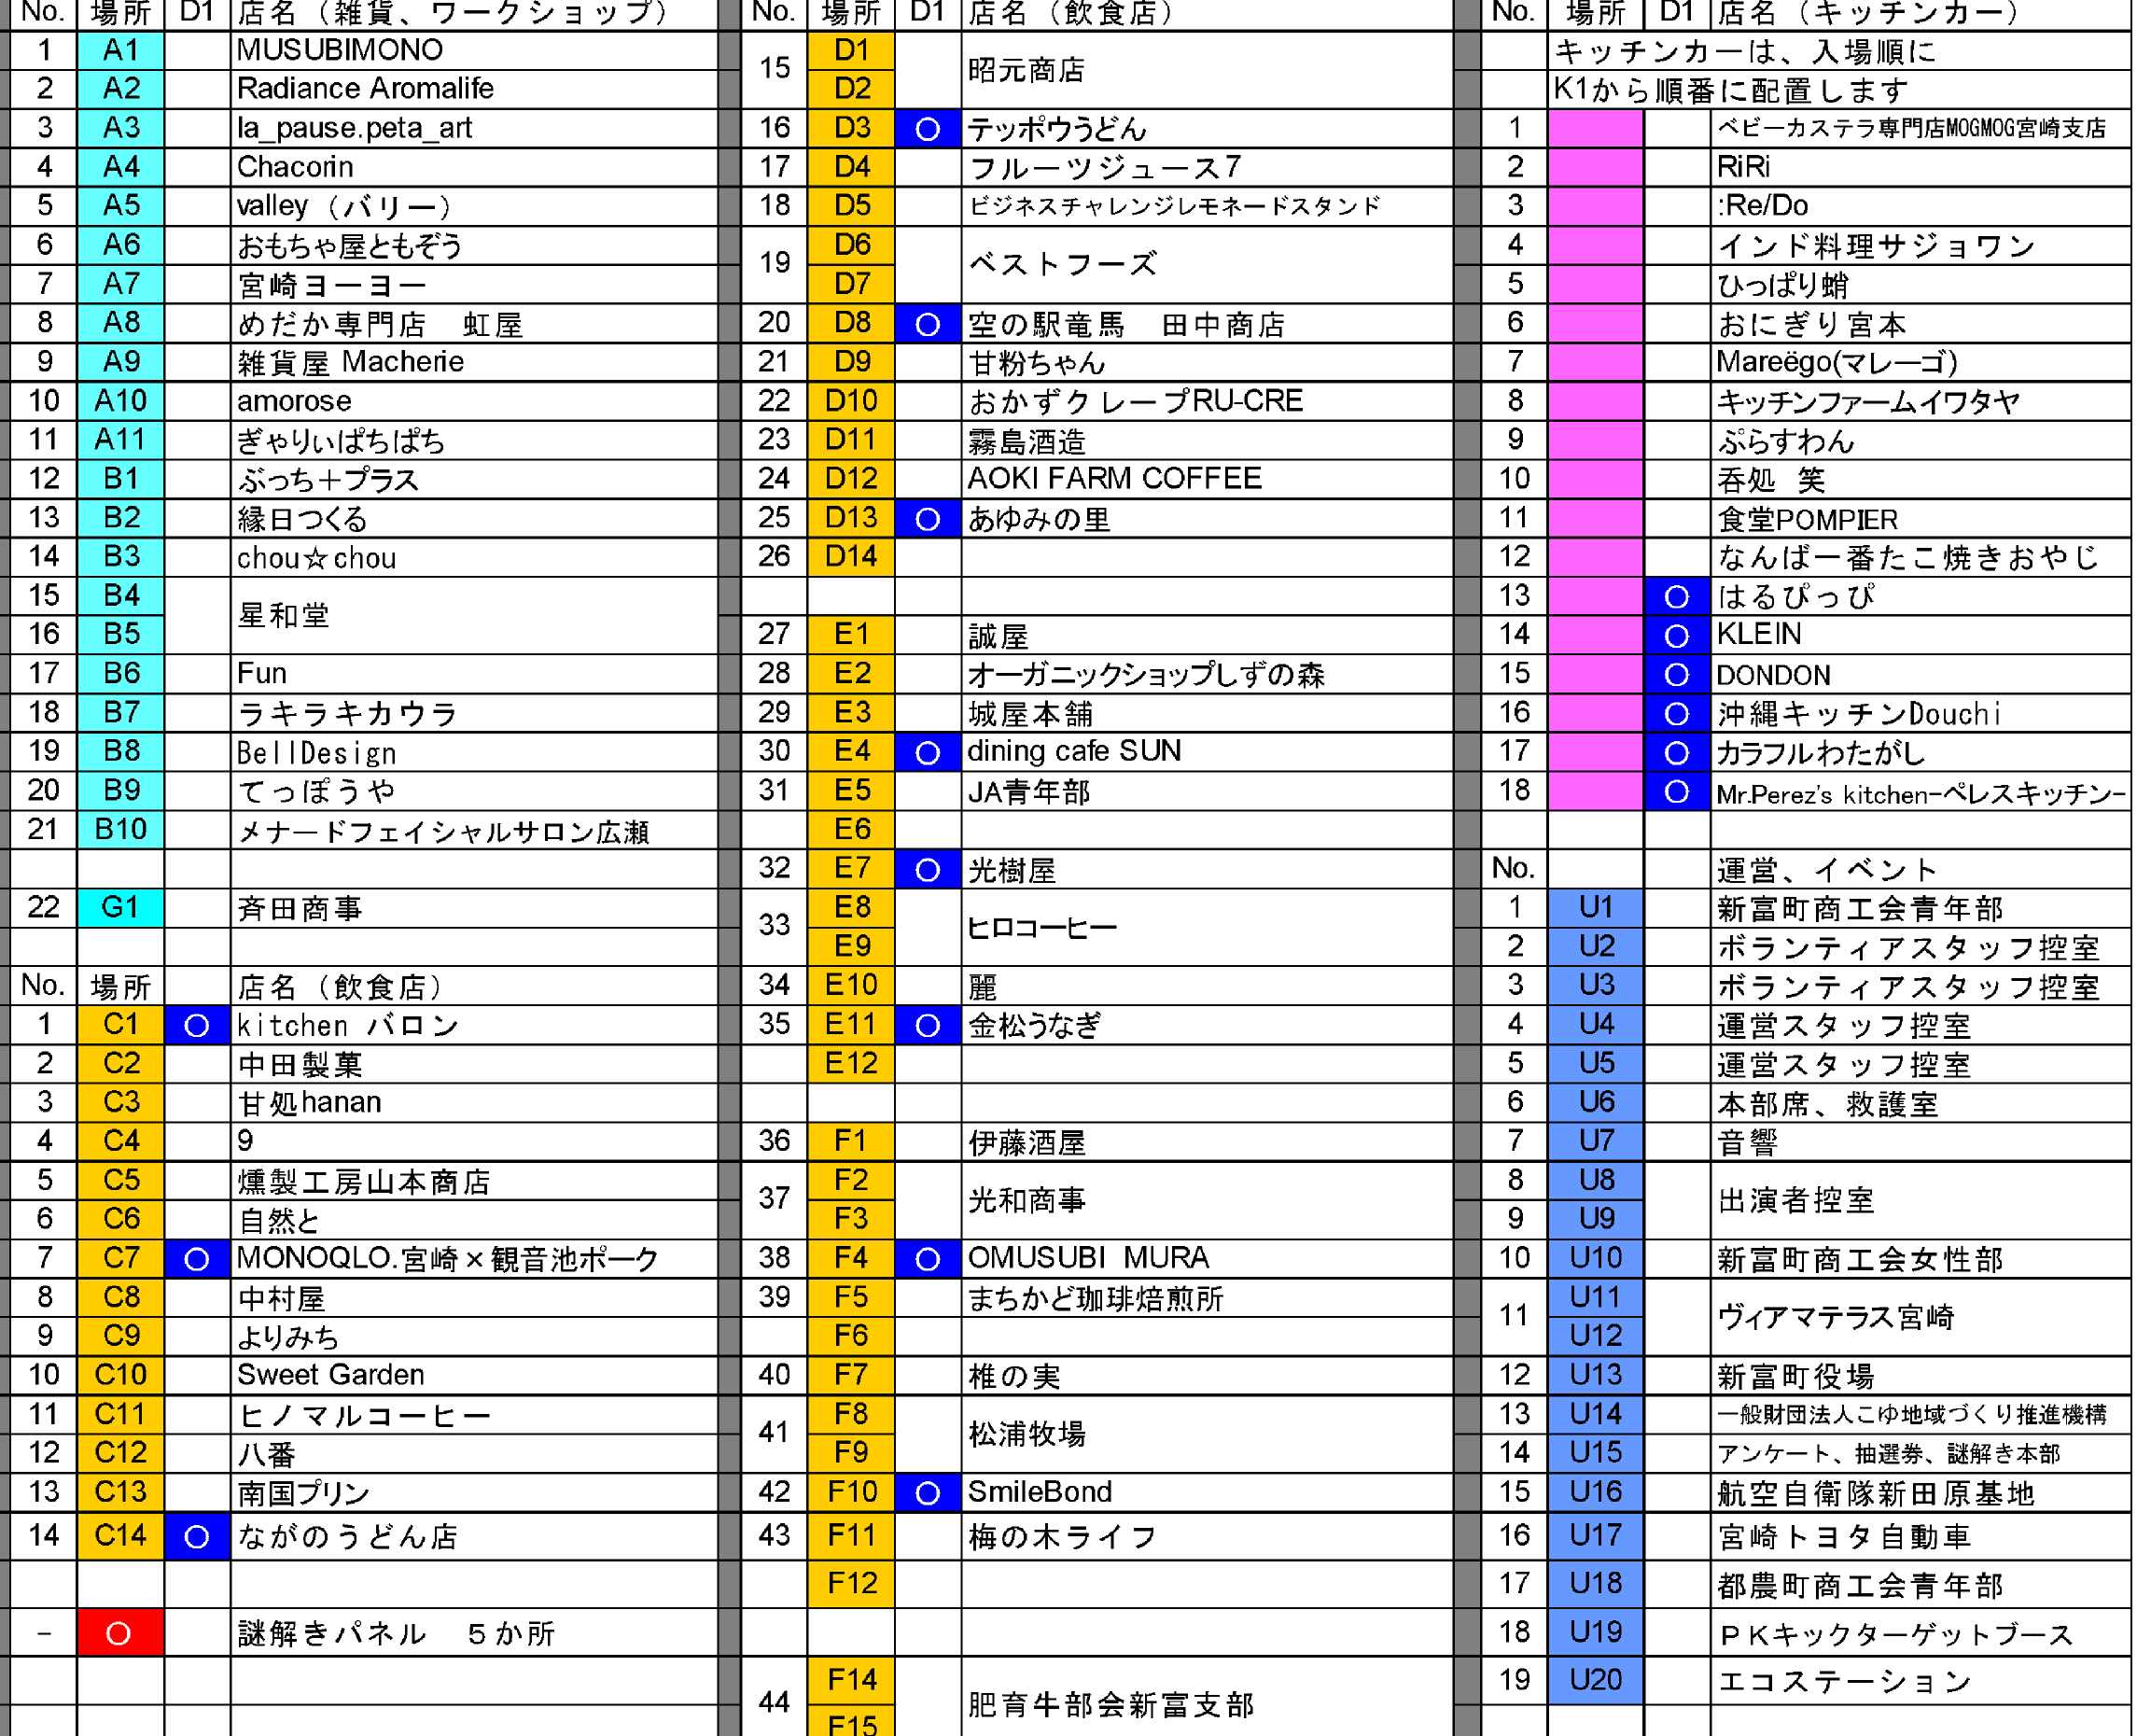 No. 場所 D1 店名（雑貨、ワークショップ）
1 A1 MUSUBIMONO
2 A2 Radiance Aromalife
3 A3 la_pause.peta_art
4 A4 Chacorin
5 A5 valley（バリー）
6 A6 おもちゃ屋ともぞう
7 A7 宮崎ヨーヨー
8 A8 めだか専門店　虹屋
9 A9 雑貨屋 Macherie
10 A10 amorose
11 A11 ぎゃりぃぱちぱち
12 B1 ぶっち＋プラス
13 B2 縁日つくる
14 B3 chou☆chou
15 B4 星和堂
16 B5
17 B6 Fun
18 B7 ラキラキカウラ
19 B8 BellDesign
20 B9 てっぽうや
21 B10 メナードフェイシャルサロン広瀬
22 G1 斉田商事
No. 場所 店名（飲食店）
1 C1 ○ kitchen バロン
2 C2 中田製菓
3 C3 甘処hanan
4 C4 9
5 C5 燻製工房山本商店
6 C6 自然と
7 C7 ○ MONOQLO.宮崎×観音池ポーク
8 C8 中村屋
9 C9 よりみち
10 C10 Sweet Garden
11 C11 ヒノマルコーヒー
12 C12 八番
13 C13 南国プリン
14 C14 ○ ながのうどん店
− ○ 謎解きパネル　５か所
No. 場所 D1 店名（飲食店）
15 D1 昭元商店
D2
16 D3 ○ テッポウうどん
17 D4 フルーツジュース7
18 D5 ビジネスチャレンジレモネードスタンド
19 D6 ベストフーズ
D7
20 D8 ○ 空の駅竜馬　田中商店
21 D9 甘粉ちゃん
22 D10 おかずクレープRU-CRE
23 D11 霧島酒造
24 D12 AOKI FARM COFFEE
25 D13 ○ あゆみの里
26 D14
27 E1 誠屋
28 E2 オーガニックショップしずの森
29 E3 城屋本舗
30 E4 ○ dining cafe SUN
31 E5 JA青年部
E6
32 E7 ○ 光樹屋
33 E8 ヒロコーヒー
E9
34 E10 麗
35 E11 ○ 金松うなぎ
E12
36 F1 伊藤酒屋
37 F2 光和商事
F3
38 F4 ○ OMUSUBI MURA
39 F5 まちかど珈琲焙煎所
F6
40 F7 椎の実
41 F8 松浦牧場
F9
42 F10 ○ SmileBond
43 F11 梅の木ライフ
F12
44 F14 肥育牛部会新富支部
F15
No. 場所 D1 店名（キッチンカー）
キッチンカーは、入場順に
K1から順番に配置します
1 ベビーカステラ専門店MOGMOG宮崎支店
2 RiRi
3 :Re/Do
4 インド料理サジョワン
5 ひっぱり蛸
6 おにぎり宮本
7 Mareëgo(マレーゴ)
8 キッチンファームイワタヤ
9 ぷらすわん
10 呑処 笑
11 食堂POMPIER
12 なんば一番たこ焼きおやじ
13 ○ はるぴっぴ
14 ○ KLEIN
15 ○ DONDON
16 ○ 沖縄キッチンDouchi
17 ○ カラフルわたがし
18 ○ Mr.Perez's kitchen-ペレスキッチン-
No. 運営、イベント
1 U1 新富町商工会青年部
2 U2 ボランティアスタッフ控室
3 U3 ボランティアスタッフ控室
4 U4 運営スタッフ控室
5 U5 運営スタッフ控室
6 U6 本部席、救護室
7 U7 音響
8 U8 出演者控室
9 U9
10 U10 新富町商工会女性部
11 U11 ヴィアマテラス宮崎
U12
12 U13 新富町役場
13 U14 一般財団法人こゆ地域づくり推進機構
14 U15 アンケート、抽選券、謎解き本部
15 U16 航空自衛隊新田原基地
16 U17 宮崎トヨタ自動車
17 U18 都農町商工会青年部
18 U19 ＰＫキックターゲットブース
19 U20 エコステーション